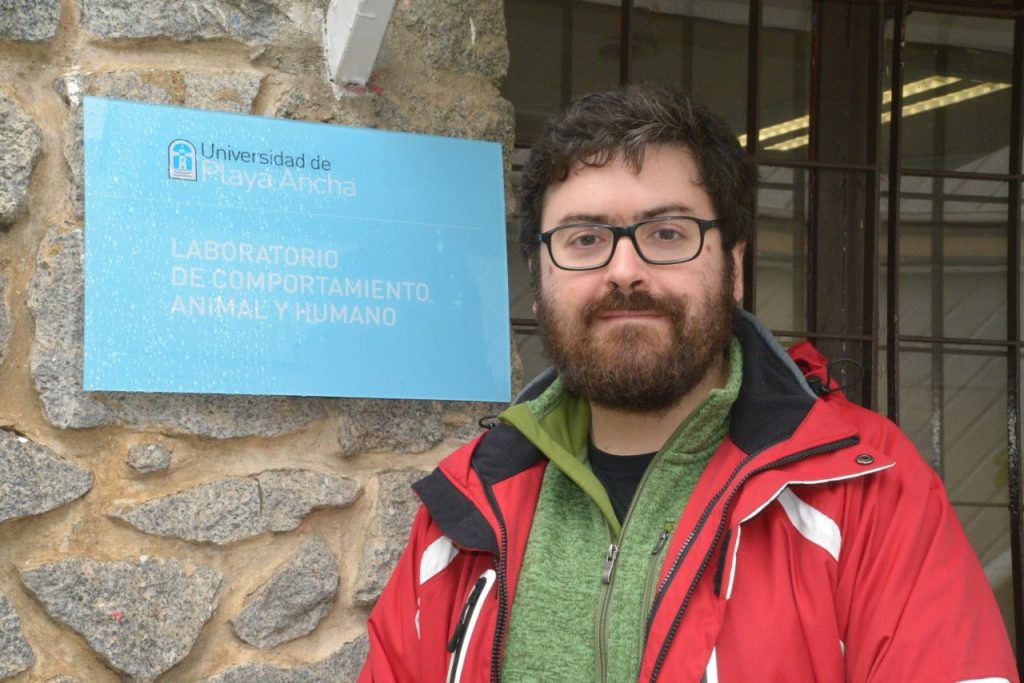 Universidad de
Playa Ancha
LABORATORIO
DE COMPORTAMIENTO
ANIMAL Y HUMANO